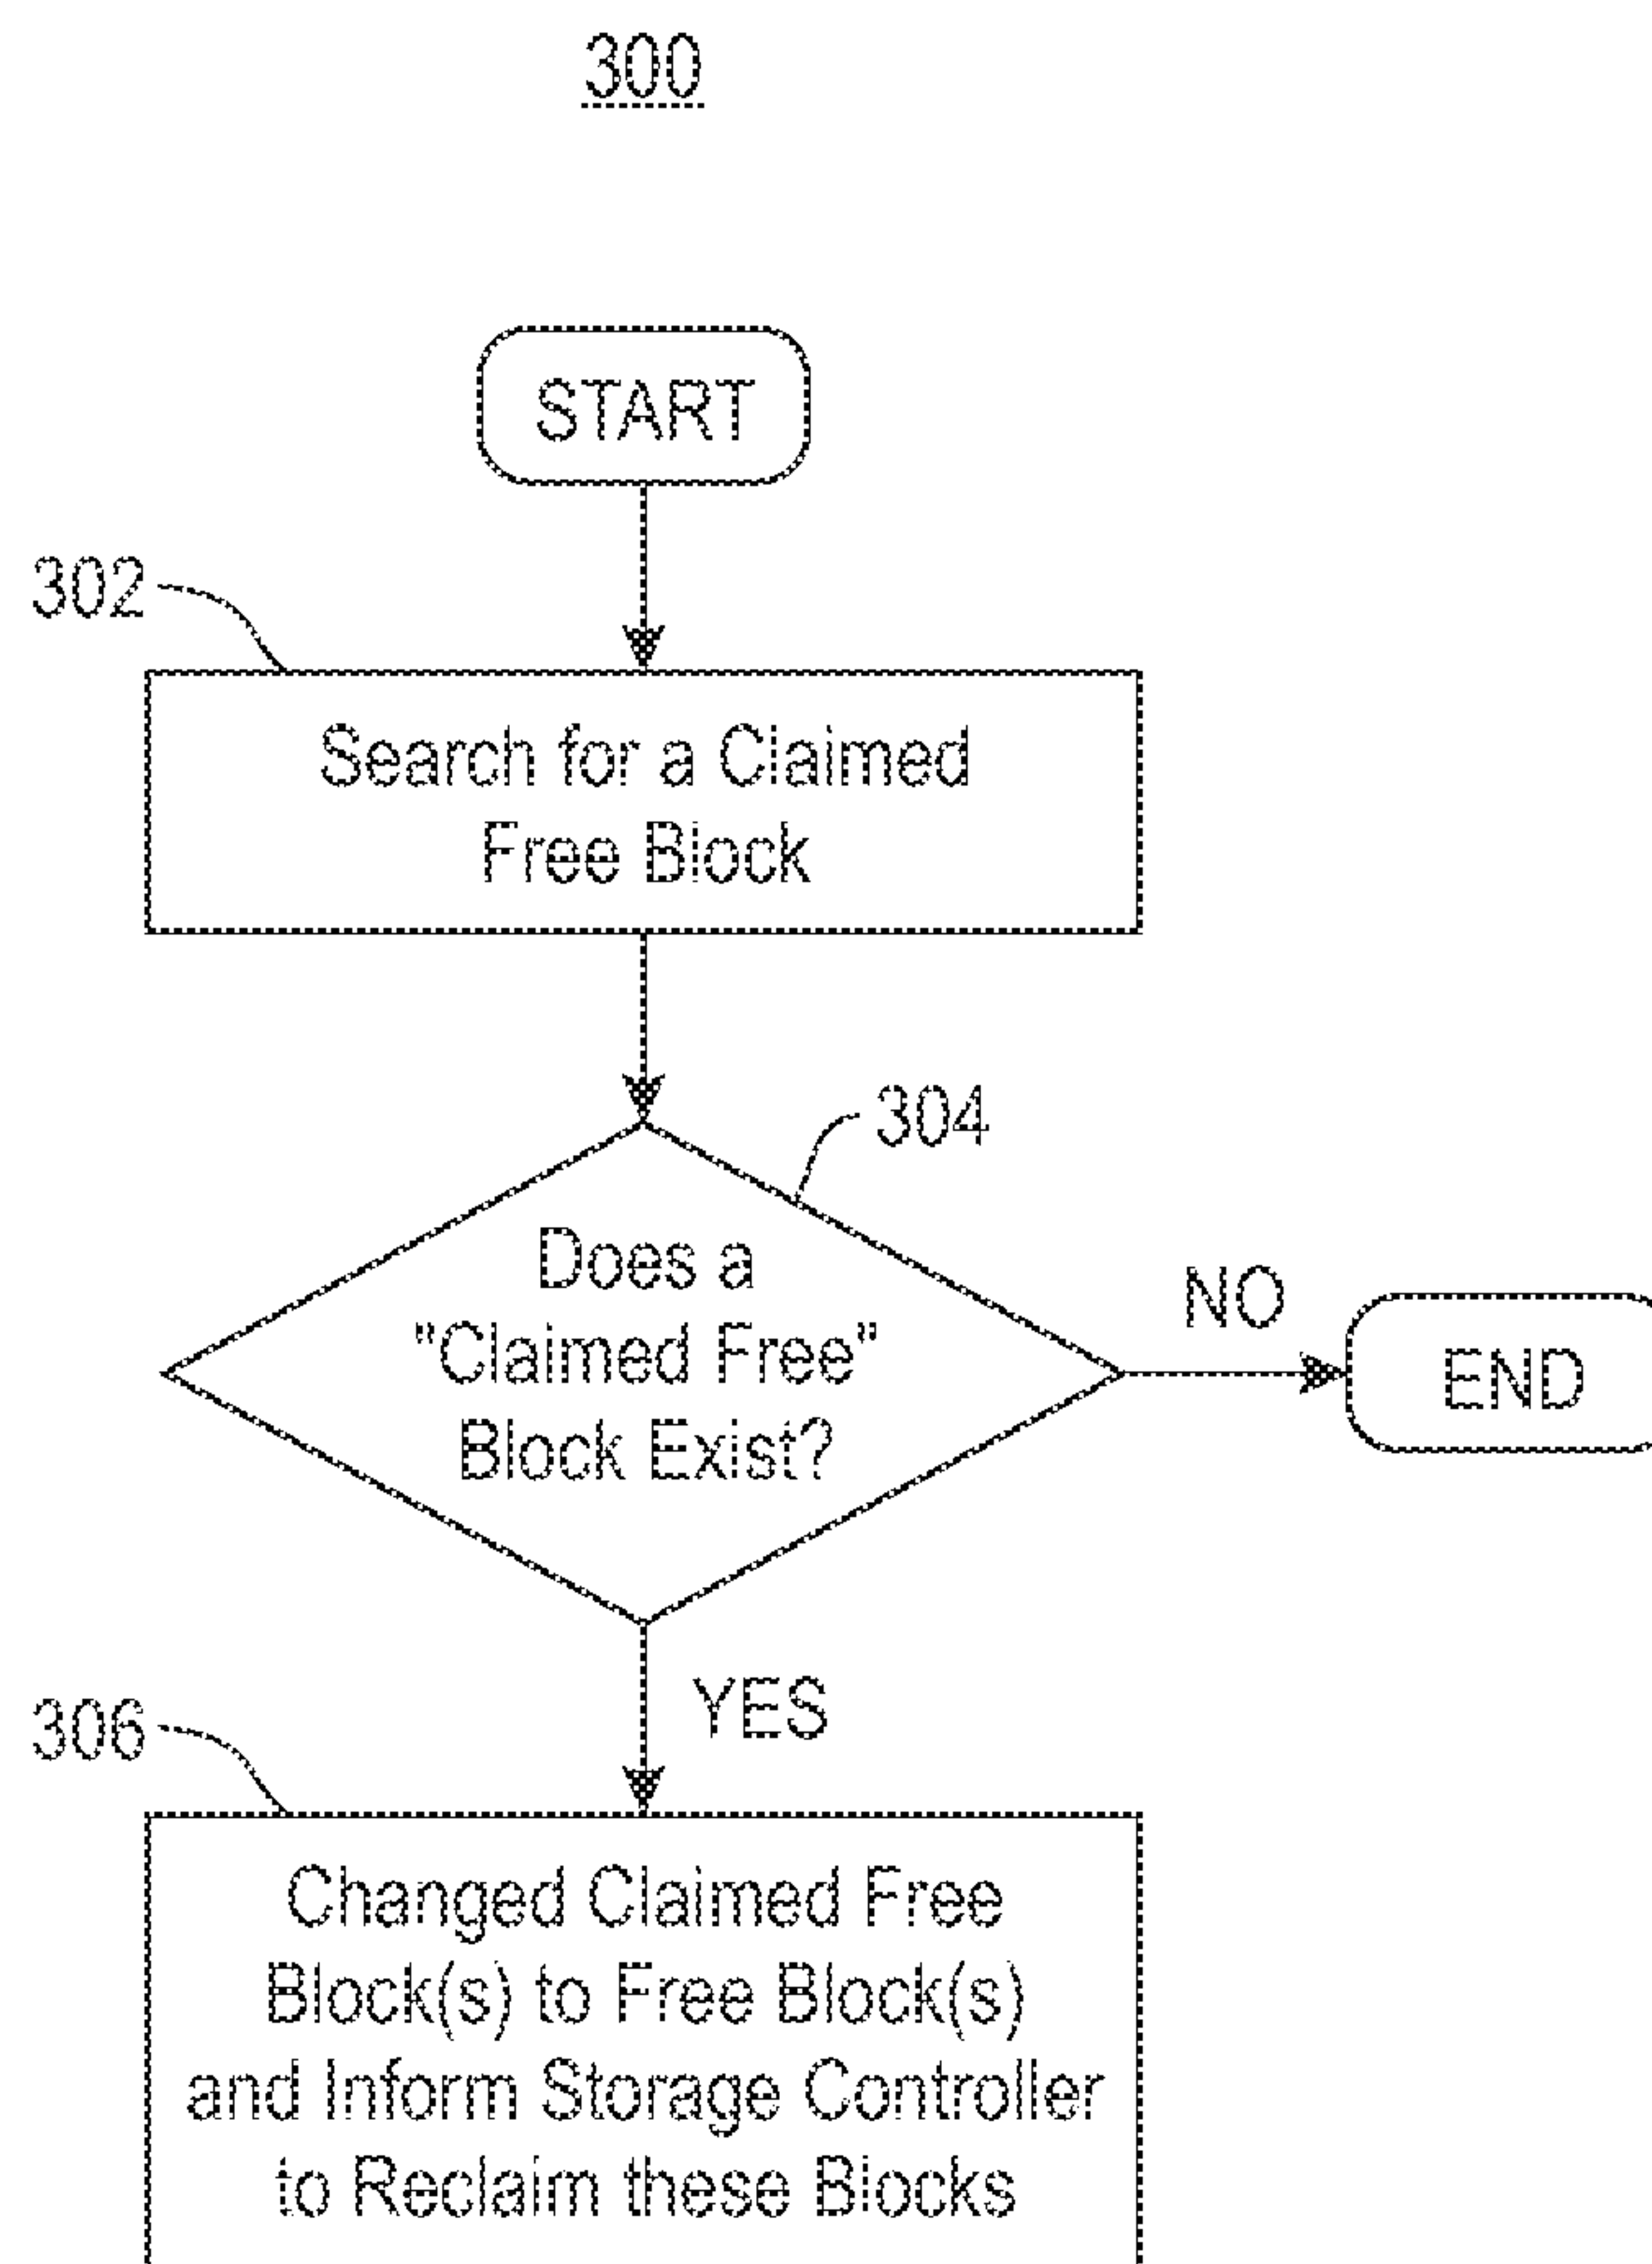 300
START
302
Search for a Claimed
Free Block
304
Does a
"Claimed Free"
Block Exist?
NO
END
YES
306
Changed Claimed Free
Block(s) to Free Block(s)
and Inform Storage Controller
to Reclaim these Blocks